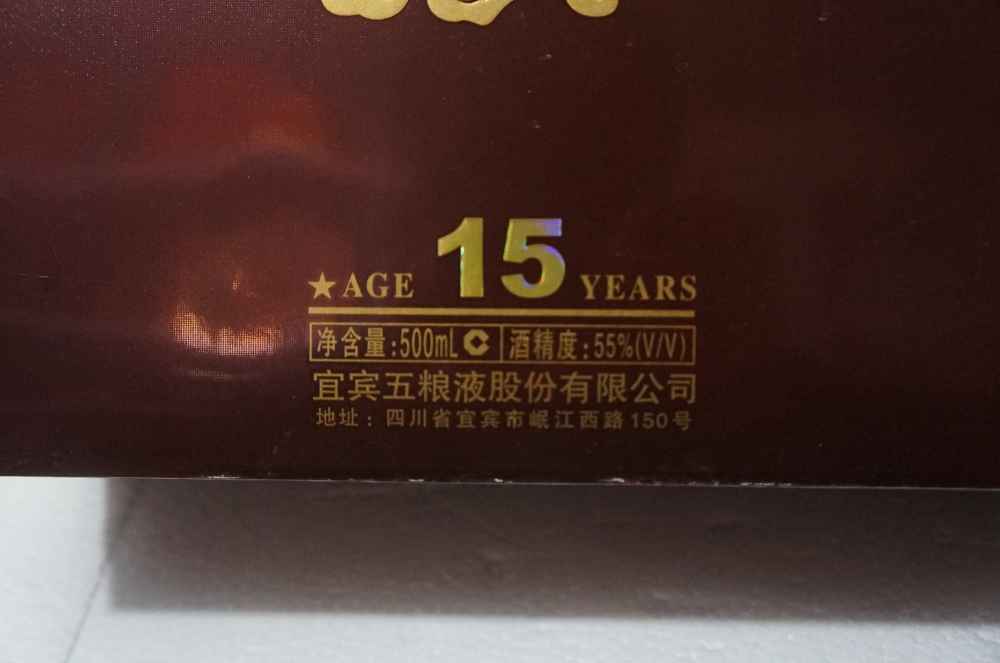 ★AGE 15 YEARS
净含量:500mL C 酒精度:55%(V/V)
宜宾五粮液股份有限公司
地址:四川省宜宾市岷江西路150号